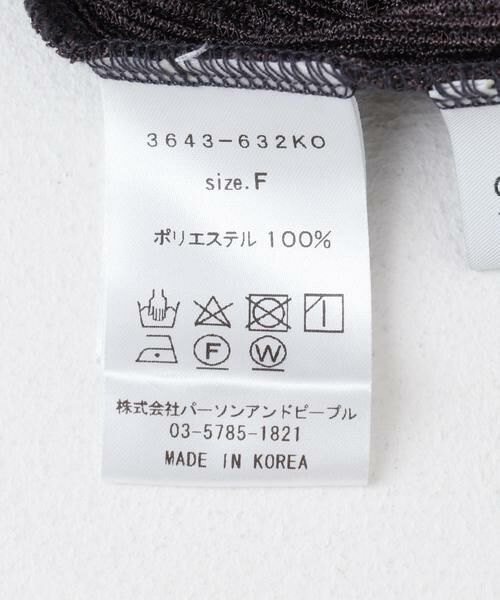 3643-632KO
size.F
ポリエステル 100%
F W
株式会社パーソンアンドピープル
03-5785-1821
MADE IN KOREA